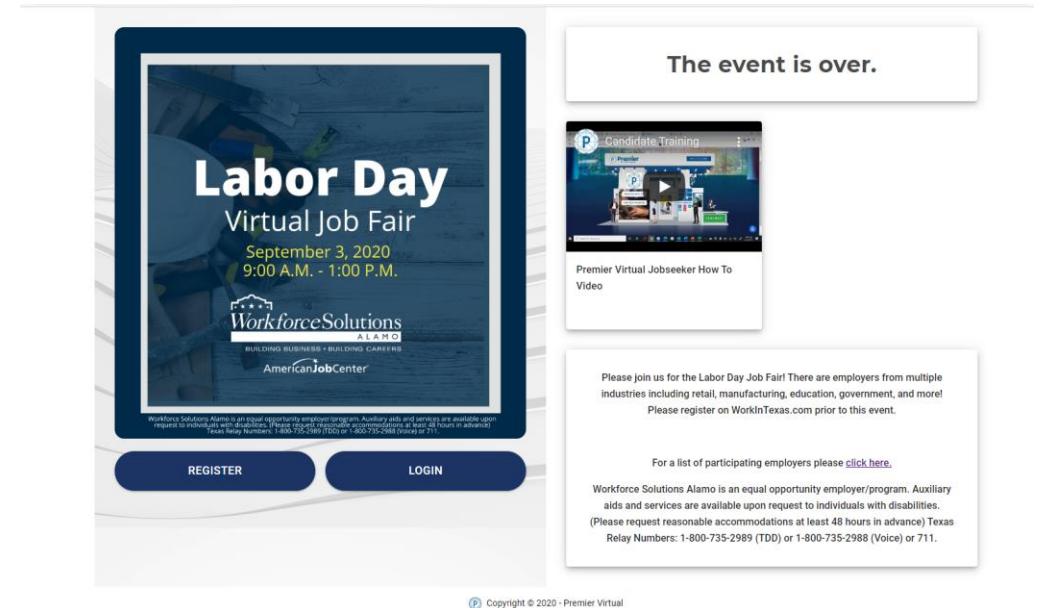 Labor Day
Virtual Job Fair
September 3, 2020
9:00 A.M. - 1:00 P.M.
WorkforceSolutions
ALAMO
BUILDING BUSINESS • BUILDING CAREERS
AmericanJobCenter
Workforce Solutions Alamo is an equal opportunity employer/program. Auxiliary aids and services are available upon
request to individuals with disabilities. (Please request reasonable accommodations at least 48 hours in advance)
Texas Relay Numbers: 1-800-735-2989 (TDD) or 1-800-735-2988 (Voice) or 711.
REGISTER
LOGIN
The event is over.
P Candidate Training
Premier
Premier Virtual Jobseeker How To
Video
Please join us for the Labor Day Job Fair! There are employers from multiple
industries including retail, manufacturing, education, government, and more!
Please register on WorkInTexas.com prior to this event.
For a list of participating employers please click here.
Workforce Solutions Alamo is an equal opportunity employer/program. Auxiliary
aids and services are available upon request to individuals with disabilities.
(Please request reasonable accommodations at least 48 hours in advance) Texas
Relay Numbers: 1-800-735-2989 (TDD) or 1-800-735-2988 (Voice) or 711.
P Copyright © 2020 - Premier Virtual